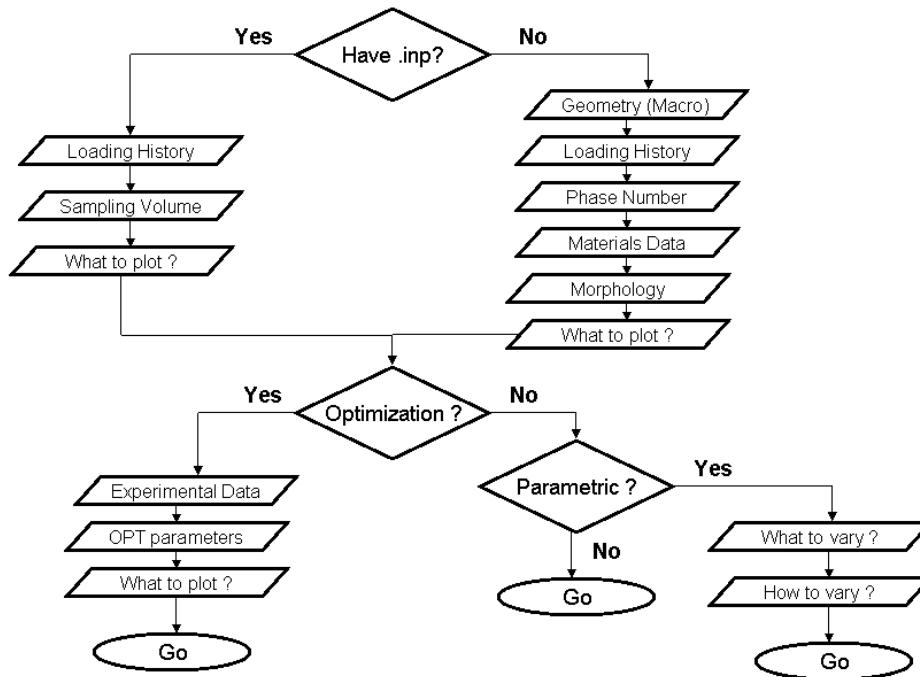 Yes
Have .inp?
No
Geometry (Macro)
Loading History
Loading History
Sampling Volume
Phase Number
What to plot ?
Materials Data
Morphology
What to plot ?
Yes
Optimization ?
No
Experimental Data
Parametric ?
Yes
OPT parameters
What to vary ?
What to plot ?
No
How to vary ?
Go
Go
Go